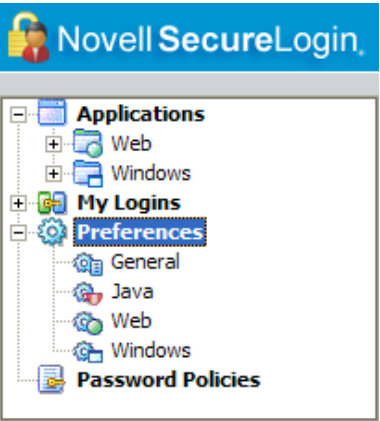 Novell SecureLogin.
Applications
Web
Windows
My Logins
Preferences
General
Java
Web
Windows
Password Policies